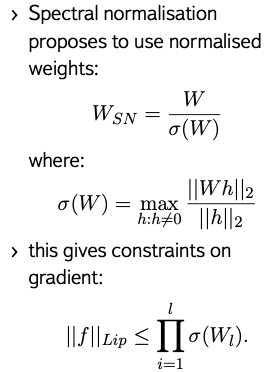 › Spectral normalisation
proposes to use normalised
weights:
W_{SN} = \frac{W}{\sigma(W)}
where:
\sigma(W) = \max_{h:h \neq 0} \frac{||Wh||_2}{||h||_2}
› this gives constraints on
gradient:
||f||_{Lip} \leq \prod_{i=1}^{l} \sigma(W_l).